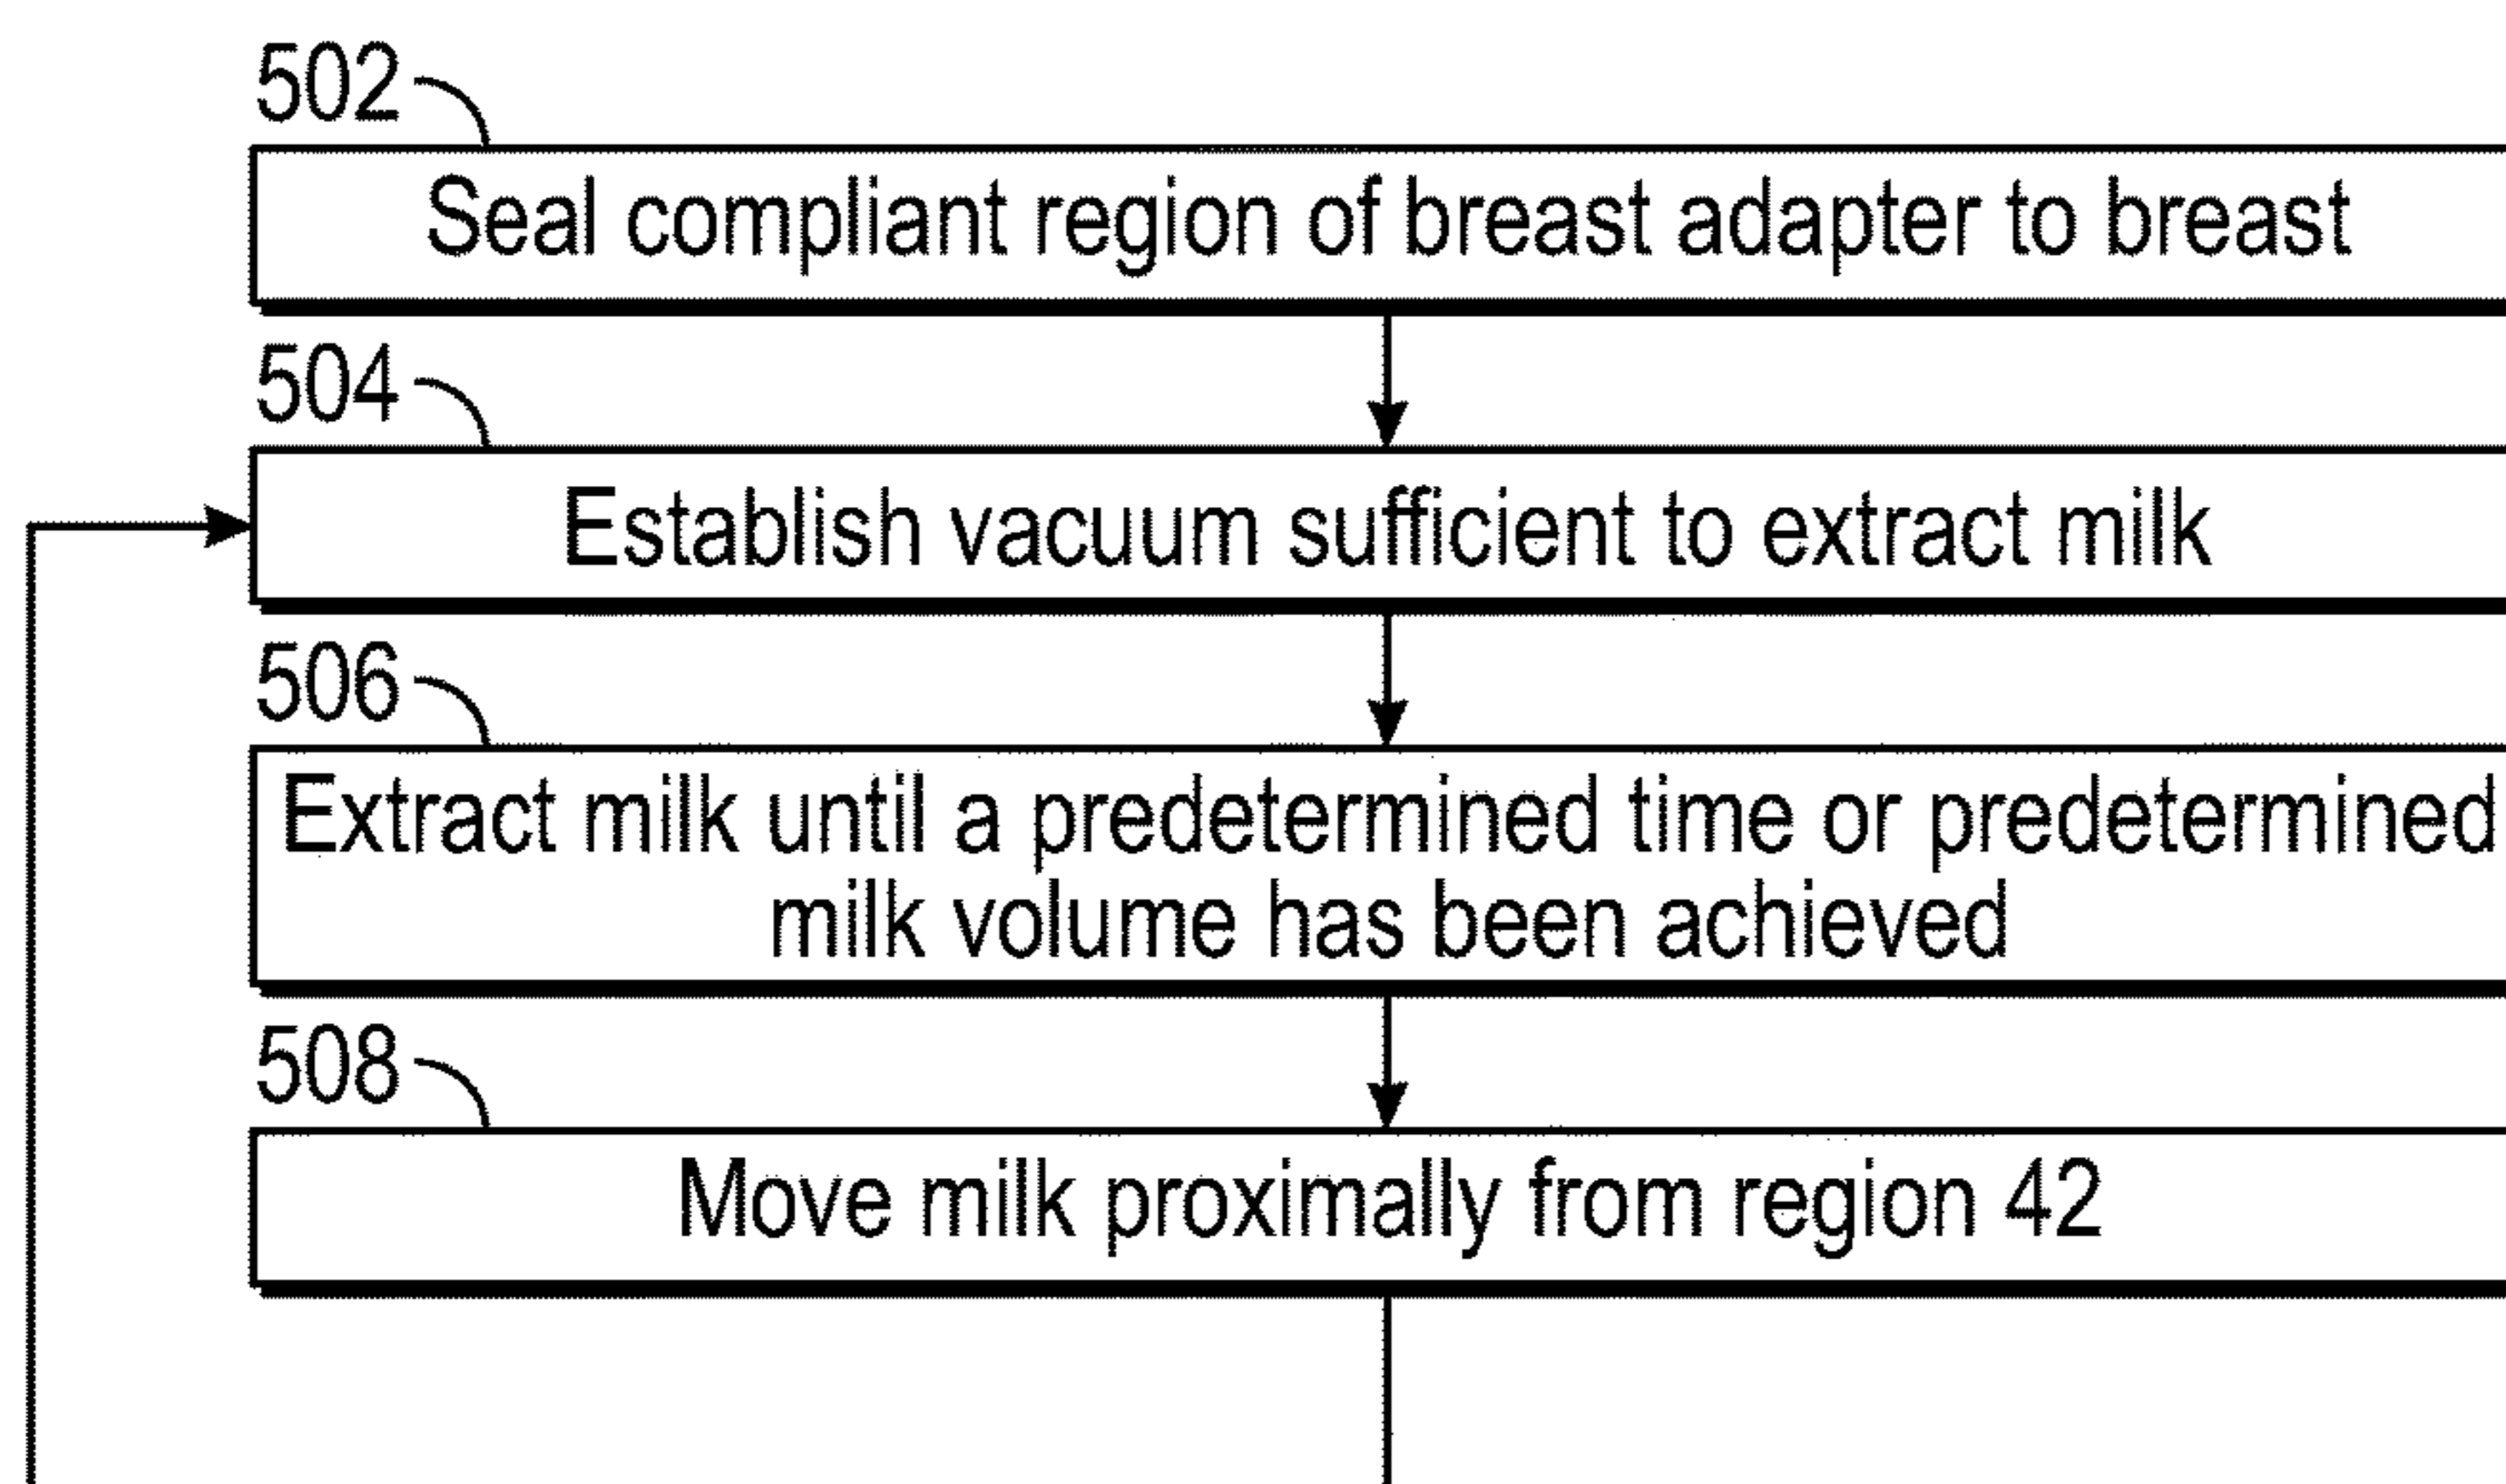 502
Seal compliant region of breast adapter to breast
504
Establish vacuum sufficient to extract milk
506
Extract milk until a predetermined time or predetermined
milk volume has been achieved
508
Move milk proximally from region 42